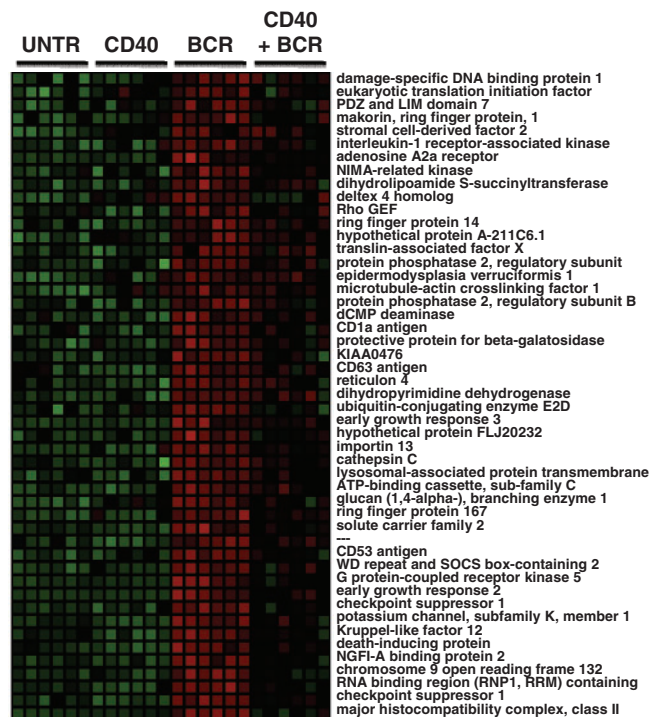 UNTR CD40 BCR CD40 + BCR
damage-specific DNA binding protein 1
eukaryotic translation initiation factor
PDZ and LIM domain 7
makorin, ring finger protein, 1
stromal cell-derived factor 2
interleukin-1 receptor-associated kinase
adenosine A2a receptor
NIMA-related kinase
dihydrolipoamide S-succinyltransferase
deltex 4 homolog
Rho GEF
ring finger protein 14
hypothetical protein A-211C6.1
translin-associated factor X
protein phosphatase 2, regulatory subunit
epidermodysplasia verruciformis 1
microtubule-actin crosslinking factor 1
protein phosphatase 2, regulatory subunit B
dCMP deaminase
CD1a antigen
protective protein for beta-galatosidase
KIAA0476
CD63 antigen
reticulon 4
dihydropyrimidine dehydrogenase
ubiquitin-conjugating enzyme E2D
early growth response 3
hypothetical protein FLJ20232
importin 13
cathepsin C
lysosomal-associated protein transmembrane
ATP-binding cassette, sub-family C
glucan (1,4-alpha-), branching enzyme 1
ring finger protein 167
solute carrier family 2
---
CD53 antigen
WD repeat and SOCS box-containing 2
G protein-coupled receptor kinase 5
early growth response 2
checkpoint suppressor 1
potassium channel, subfamily K, member 1
Kruppel-like factor 12
death-inducing protein
NGFI-A binding protein 2
chromosome 9 open reading frame 132
RNA binding region (RNP1, RRM) containing
checkpoint suppressor 1
major histocompatibility complex, class II